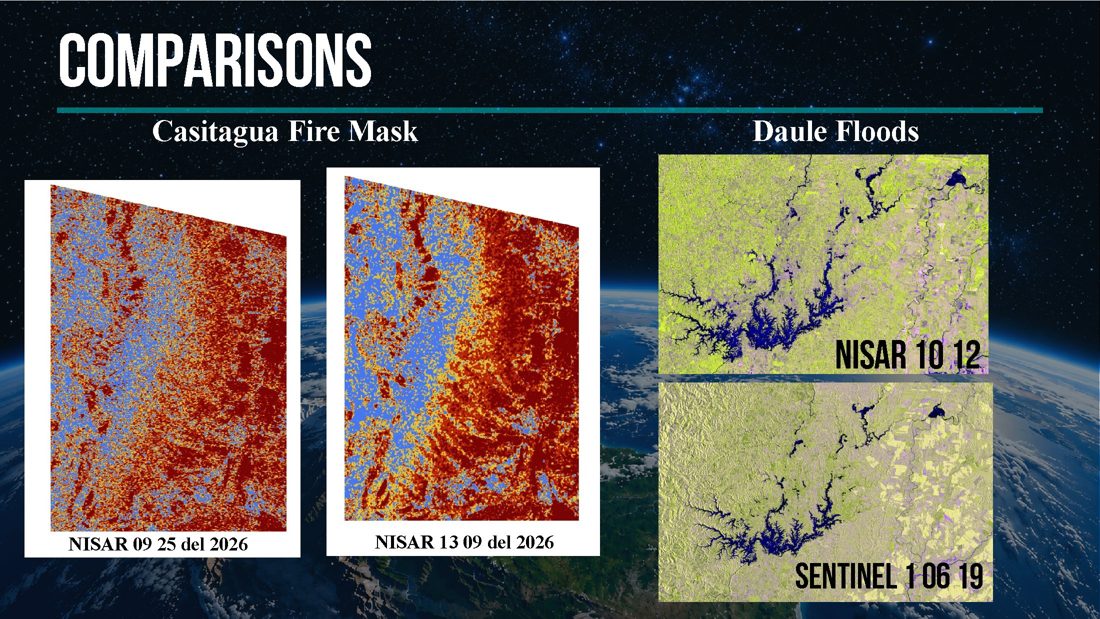 COMPARISONS
Casitagua Fire Mask
Daule Floods
NISAR 09 25 del 2026
NISAR 13 09 del 2026
NISAR 10 12
SENTINEL 1 06 19